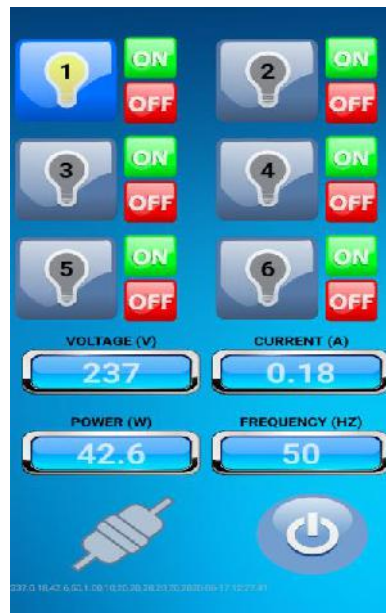 1 ON 2 ON
OFF OFF
3 ON 4 ON
OFF OFF
5 ON 6 ON
OFF OFF
VOLTAGE (V) CURRENT (A)
237 0.18
POWER (W) FREQUENCY (HZ)
42.6 50